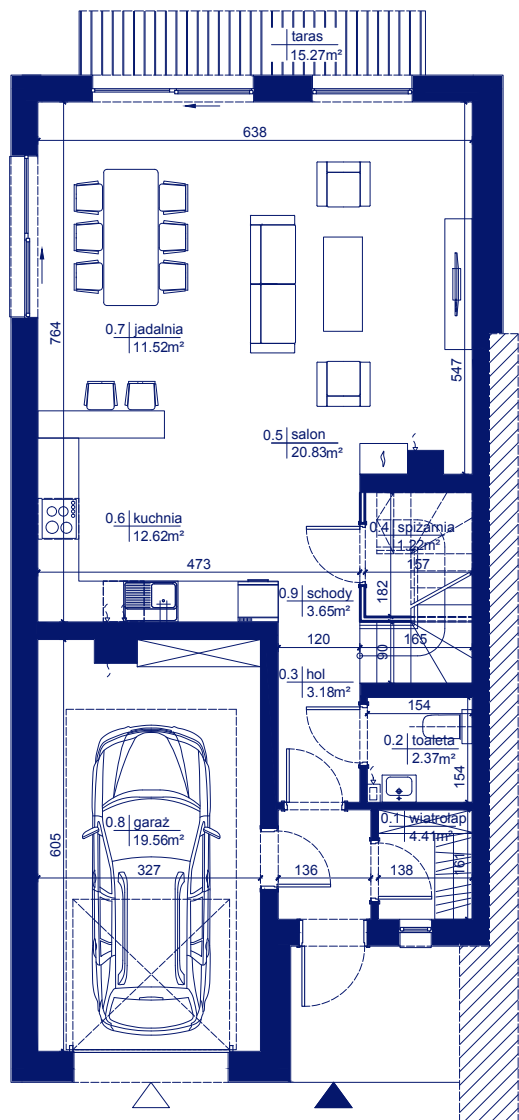 taras
15.27m²
638
764
0.7 jadalnia
11.52m²
547
0.5 salon
20.83m²
0.6 kuchnia
12.62m²
0.4 spiżarnia
1.22m²
473
157
182
0.9 schody
3.65m²
120
165
90
0.3 hol
3.18m²
154
0.2 toaleta
2.37m²
154
0.1 wiatrołap
4.41m²
0.8 garaż
19.56m²
605
327
136
138
161